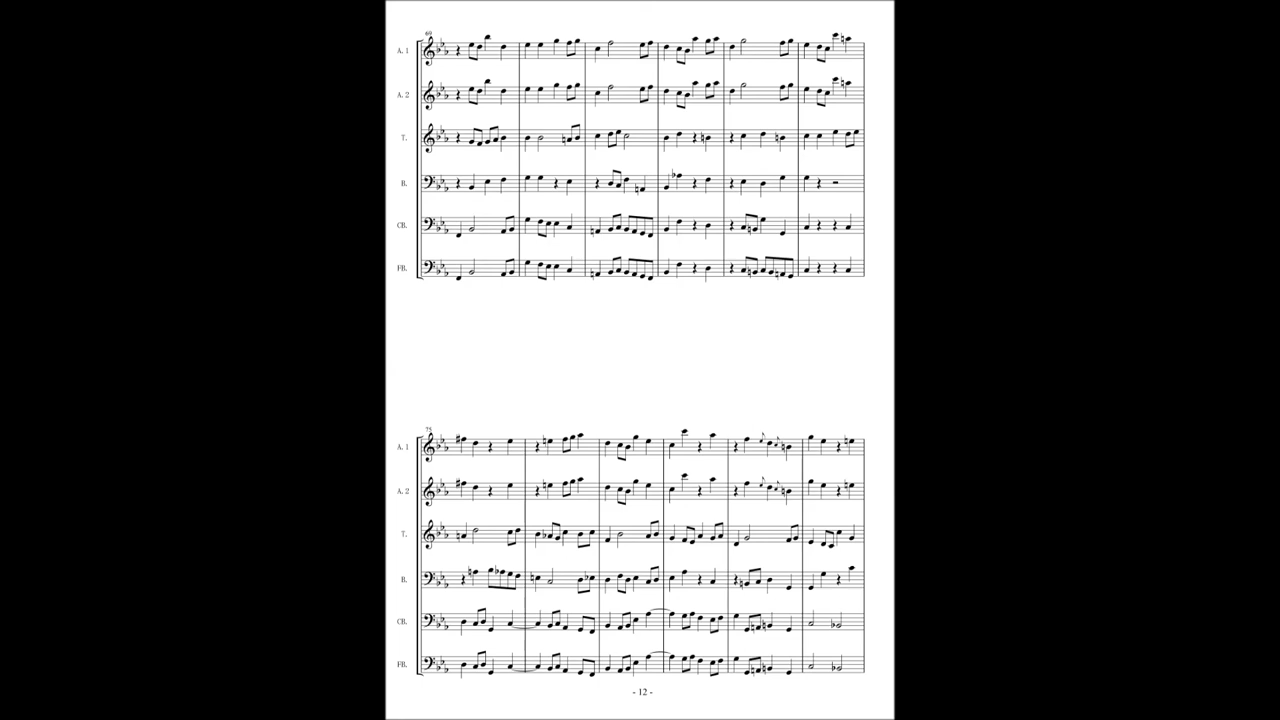 69
A. 1
A. 2
T.
B.
CB.
FB.
75
A. 1
A. 2
T.
B.
CB.
FB.
- 12 -